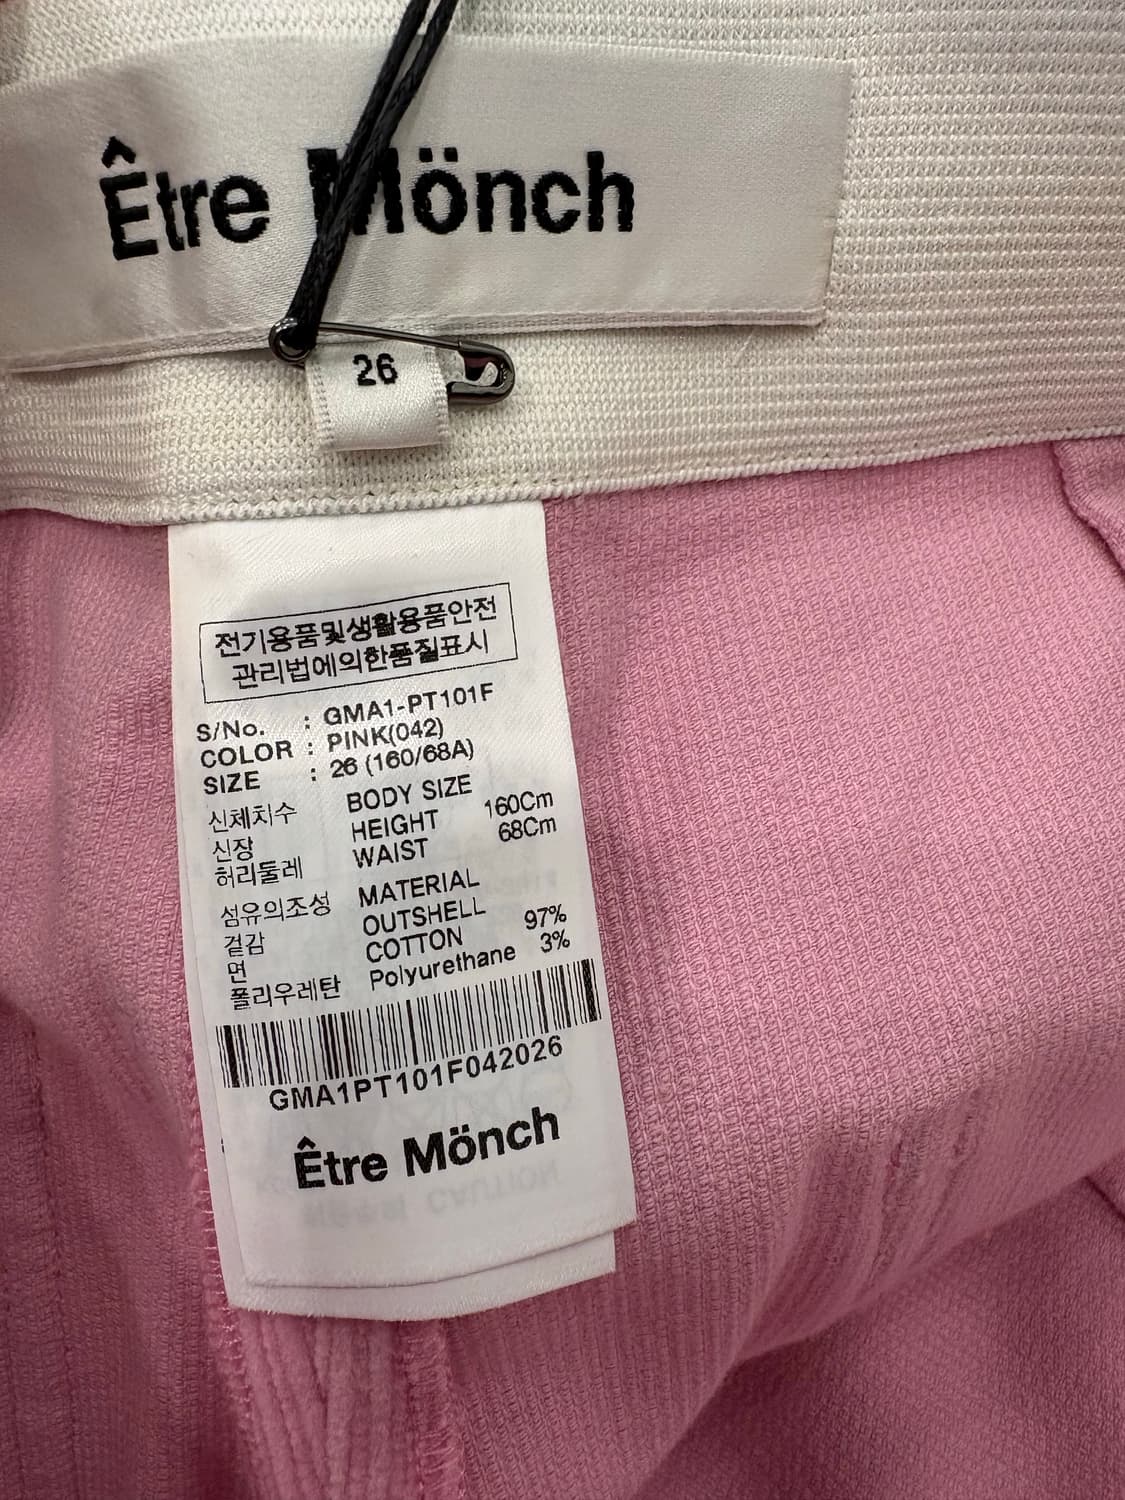 Être Mönch
26
전기용품및생활용품안전
관리법에의한품질표시
S/No. : GMA1-PT101F
COLOR : PINK(042)
SIZE : 26 (160/68A)
신체치수 BODY SIZE
신장 HEIGHT 160Cm
허리둘레 WAIST 68Cm
섬유의조성 MATERIAL
겉감 OUTSHELL
면 COTTON 97%
폴리우레탄 Polyurethane 3%
GMA1PT101F042026
Être Mönch